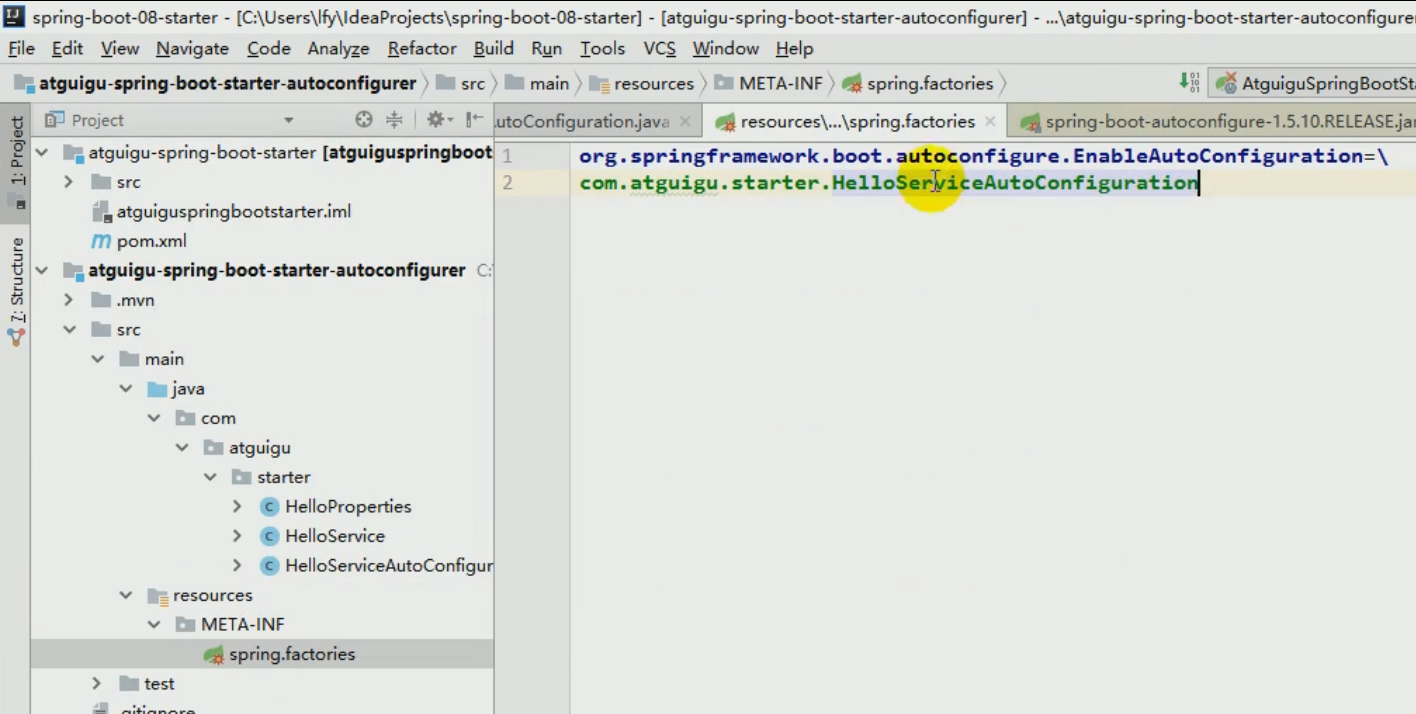 spring-boot-08-starter - [C:\Users\lfy\IdeaProjects\spring-boot-08-starter] - [atguigu-spring-boot-starter-autoconfigurer] - ...\atguigu-spring-boot-starter-autoconfigurer
File Edit View Navigate Code Analyze Refactor Build Run Tools VCS Window Help
atguigu-spring-boot-starter-autoconfigurer src main resources META-INF spring.factories AtguiguSpringBootSta
1: Project
7: Structure
Project
atguigu-spring-boot-starter [atguiguspringboot
src
atguiguspringbootstarter.iml
pom.xml
atguigu-spring-boot-starter-autoconfigurer C:\
.mvn
src
main
java
com
atguigu
starter
HelloProperties
HelloService
HelloServiceAutoConfigur
resources
META-INF
spring.factories
test
.gitignore
utoConfiguration.java resources\...\spring.factories spring-boot-autoconfigure-1.5.10.RELEASE.jar
1 org.springframework.boot.autoconfigure.EnableAutoConfiguration=\
2 com.atguigu.starter.HelloServiceAutoConfiguration